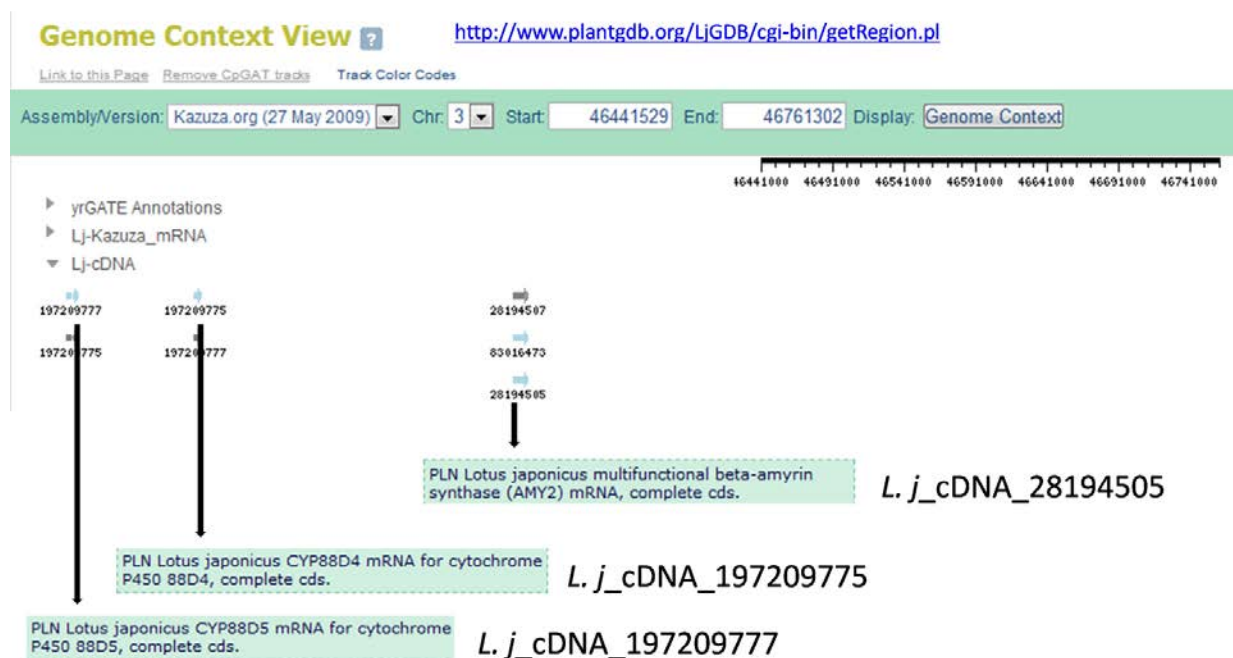 Genome Context View ?
http://www.plantgdb.org/LjGDB/cgi-bin/getRegion.pl
Link to this Page Remove CpGAT tracks Track Color Codes
Assembly/Version: Kazuza.org (27 May 2009) Chr: 3 Start: 46441529 End: 46761302 Display: Genome Context
46441000 46491000 46541000 46591000 46641000 46691000 46741000
yrGATE Annotations
Lj-Kazuza_mRNA
Lj-cDNA
197209777 197209775 28194507
197209775 197209777 83016473
28194505
PLN Lotus japonicus multifunctional beta-amyrin
synthase (AMY2) mRNA, complete cds.
L. j_cDNA_28194505
PLN Lotus japonicus CYP88D4 mRNA for cytochrome
P450 88D4, complete cds.
L. j_cDNA_197209775
PLN Lotus japonicus CYP88D5 mRNA for cytochrome
P450 88D5, complete cds.
L. j_cDNA_197209777